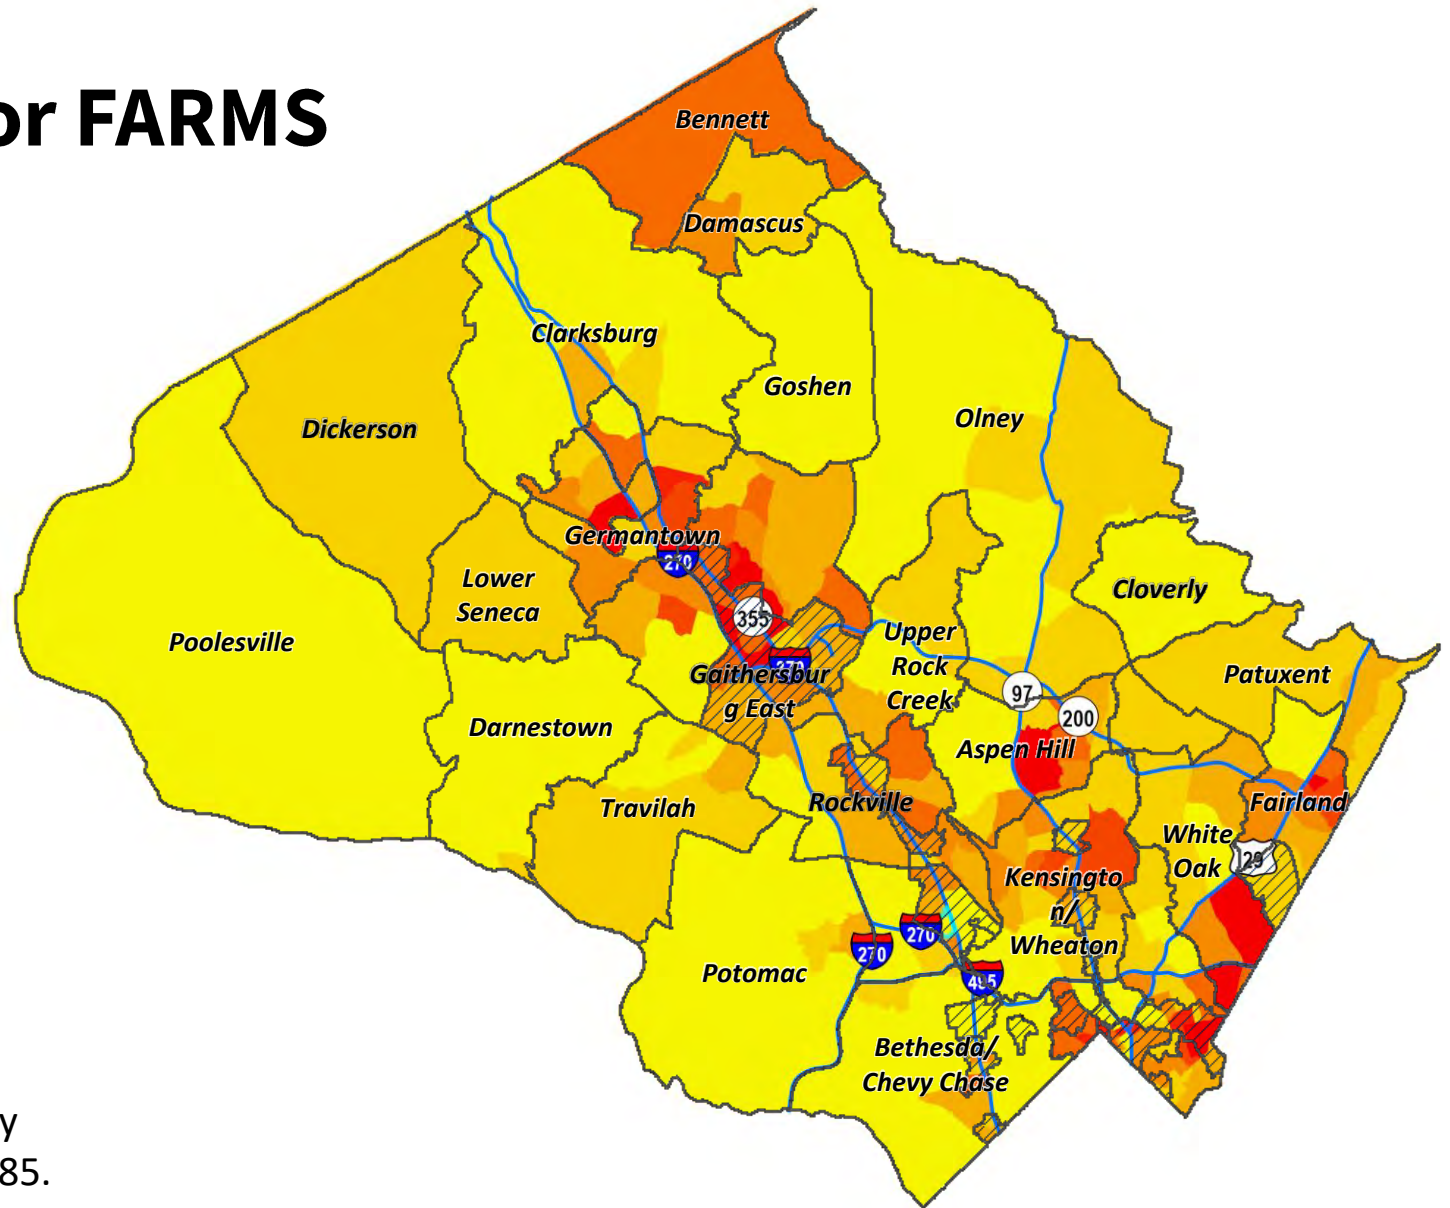 or FARMS
Bennett
Damascus
Clarksburg
Goshen
Olney
Dickerson
Germantown
270
Lower
Seneca
Cloverly
355
Poolesville
Upper
Rock
Creek
270
Gaithersbur
g East
Patuxent
97
200
Darnestown
Aspen Hill
Travilah
Rockville
Fairland
White
Oak
29
Kensingto
n/
Wheaton
270
270
Potomac
495
Bethesda/
Chevy Chase
y
85.